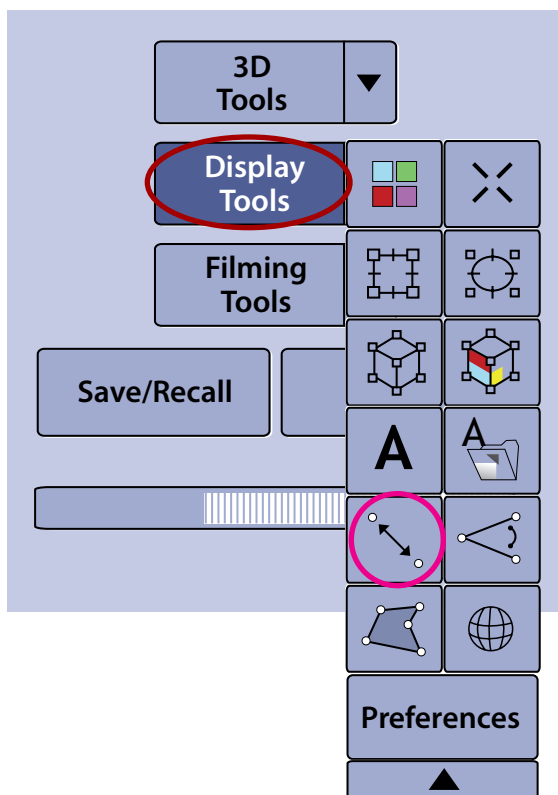 3D
Tools
Display
Tools
Filming
Tools
Save/Recall
A
A
Preferences